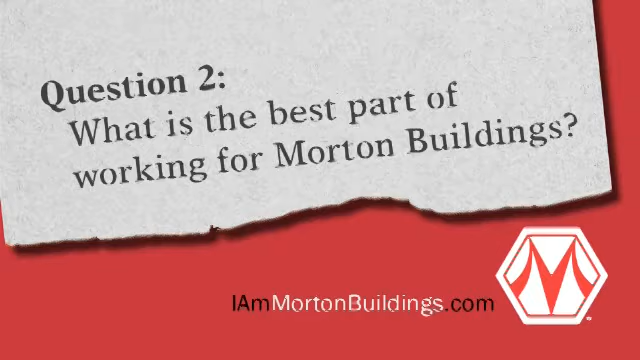 Question 2:
What is the best part of
working for Morton Buildings?
IAmMortonBuildings.com